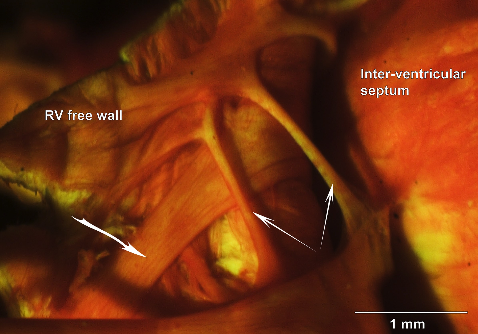 Inter-ventricular
septum
RV free wall
1 mm